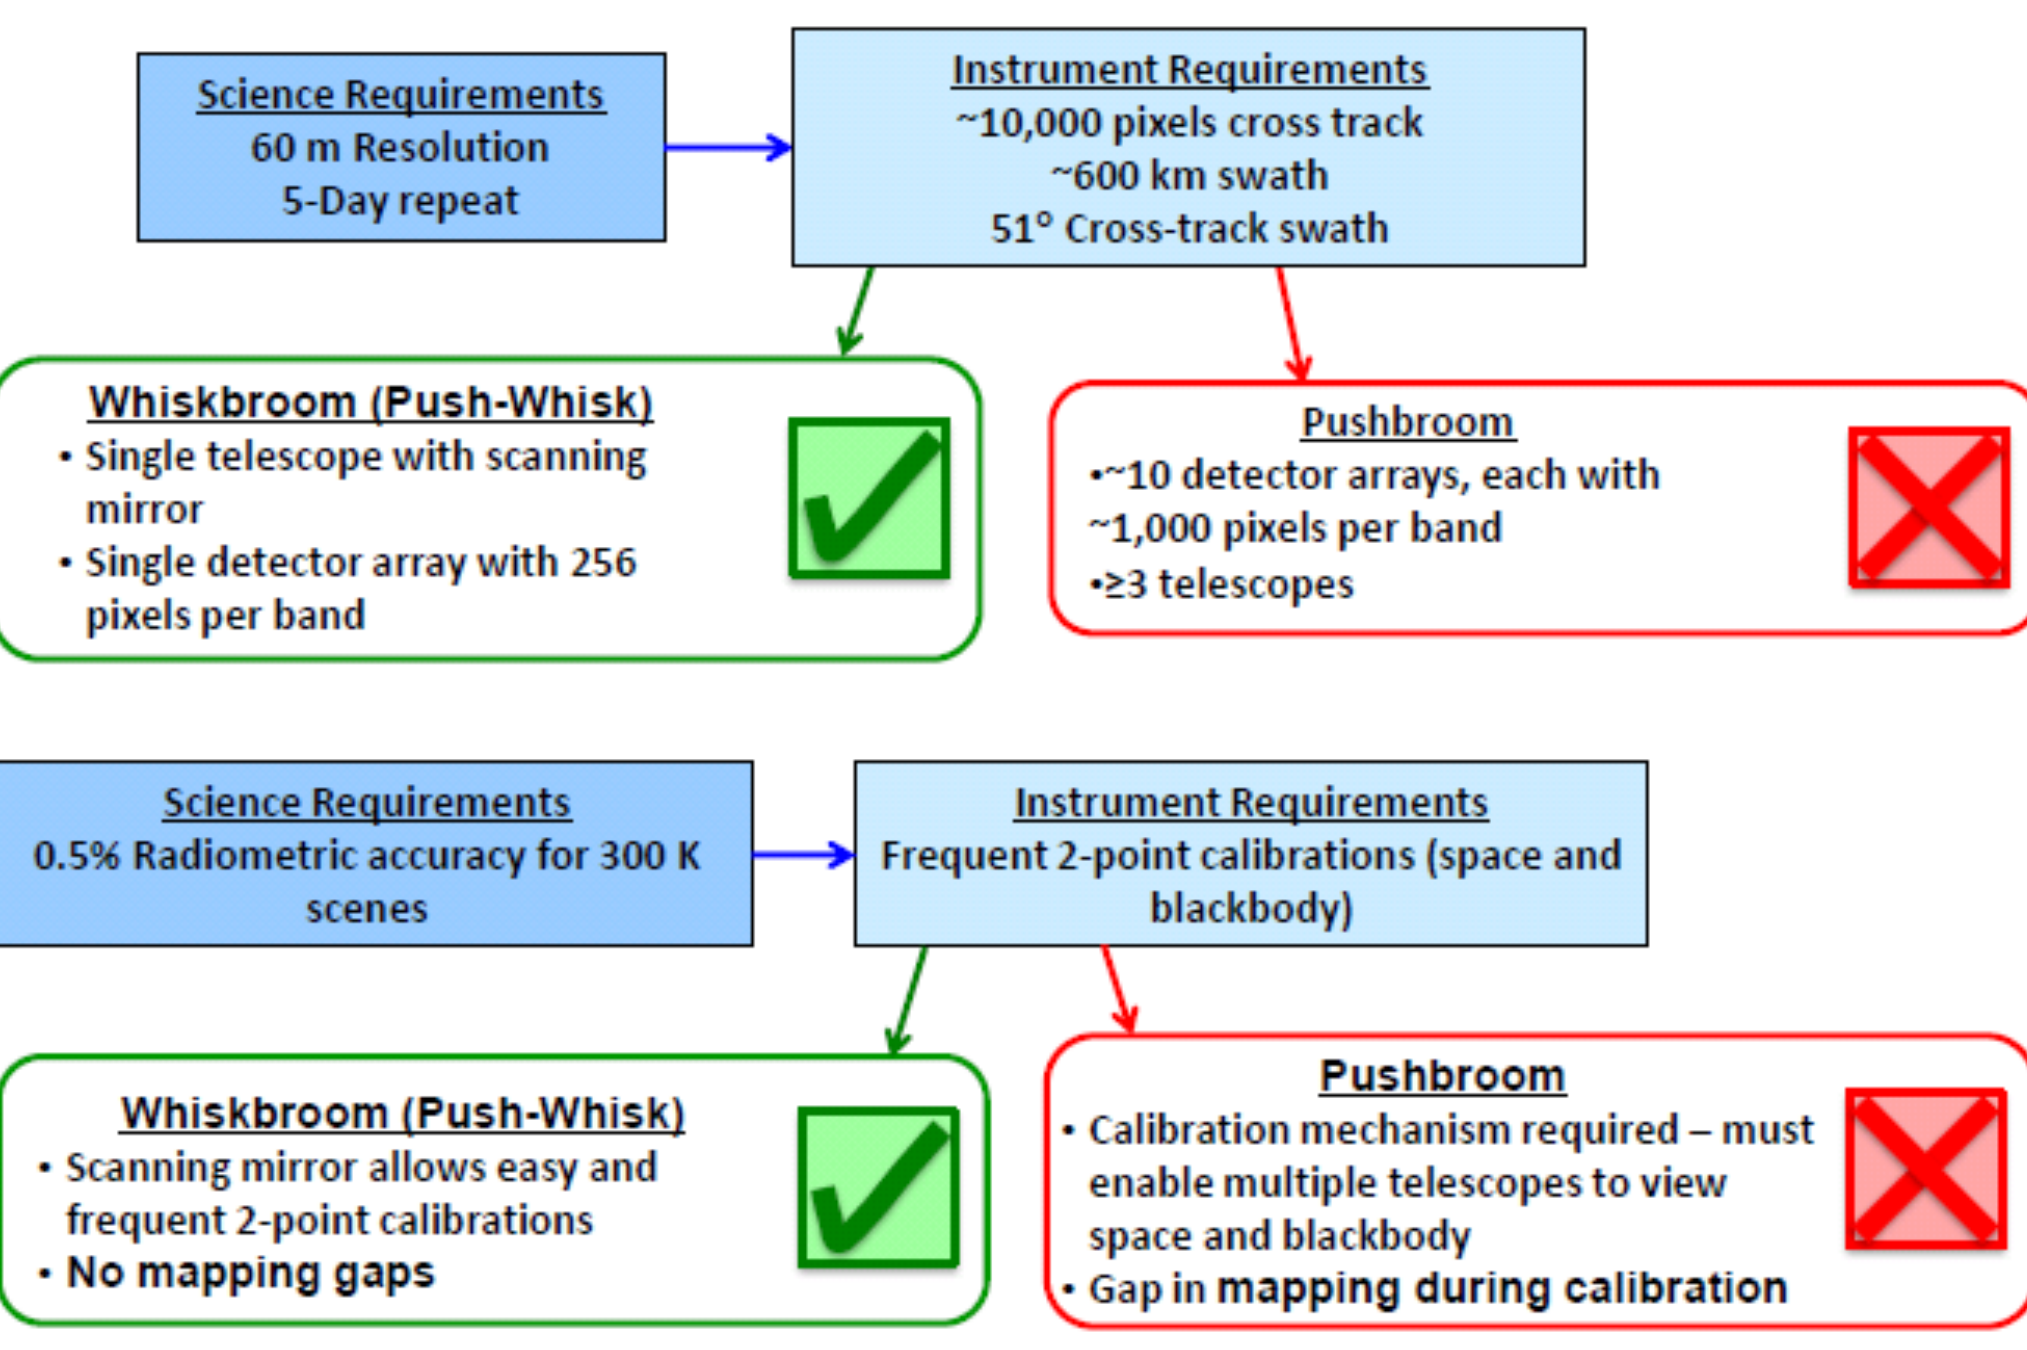 Science Requirements
60 m Resolution
5-Day repeat
Instrument Requirements
~10,000 pixels cross track
~600 km swath
51° Cross-track swath
Whiskbroom (Push-Whisk)
• Single telescope with scanning
mirror
• Single detector array with 256
pixels per band
Pushbroom
•~10 detector arrays, each with
~1,000 pixels per band
•≥3 telescopes
Science Requirements
0.5% Radiometric accuracy for 300 K
scenes
Instrument Requirements
Frequent 2-point calibrations (space and
blackbody)
Whiskbroom (Push-Whisk)
• Scanning mirror allows easy and
frequent 2-point calibrations
• No mapping gaps
Pushbroom
• Calibration mechanism required – must
enable multiple telescopes to view
space and blackbody
• Gap in mapping during calibration